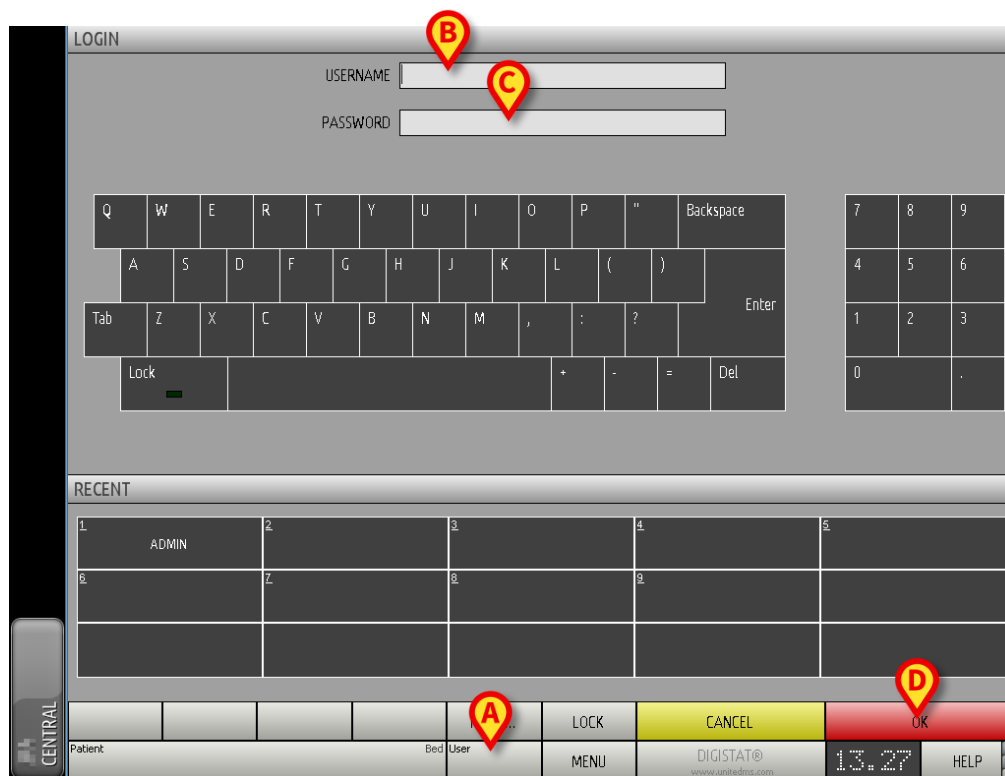 B
LOGIN
USERNAME
C
PASSWORD
Q W E R T Y U I O P " Backspace 7 8 9
A S D F G H J K L ( ) 4 5 6
Enter
Tab Z X C V B N M , : ? 1 2 3
Lock + - = Del 0 .
RECENT
1 2 3 4 5
ADMIN
6 7 8 9
D
A
LOCK CANCEL OK
Patient Bed User
MENU DIGISTAT® 13.27 HELP
www.unitedms.com
CENTRAL